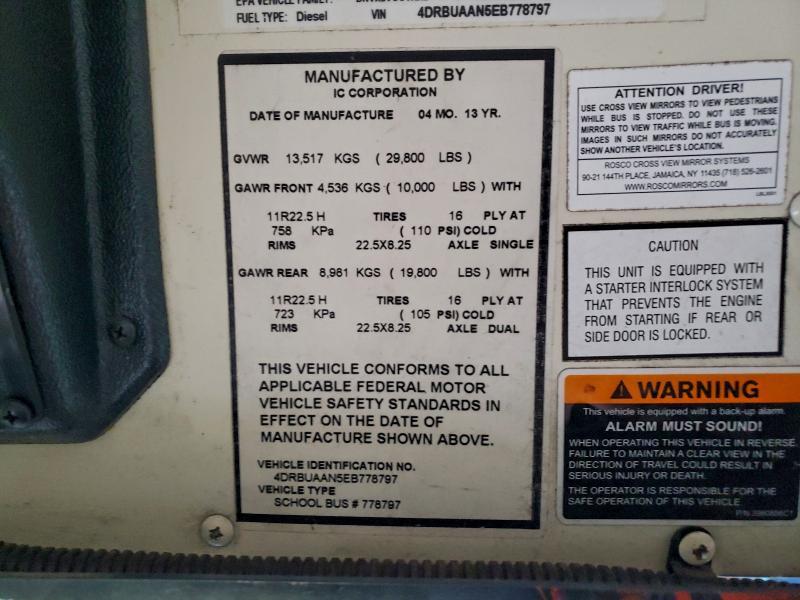 EPA VEHICLE FAMILY:
FUEL TYPE: Diesel VIN 4DRBUAAN5EB778797
MANUFACTURED BY
IC CORPORATION
DATE OF MANUFACTURE 04 MO. 13 YR.
GVWR 13,517 KGS ( 29,800 LBS )
GAWR FRONT 4,536 KGS ( 10,000 LBS ) WITH
11R22.5 H TIRES 16 PLY AT
758 KPa ( 110 PSI) COLD
RIMS 22.5X8.25 AXLE SINGLE
GAWR REAR 8,981 KGS ( 19,800 LBS ) WITH
11R22.5 H TIRES 16 PLY AT
723 KPa ( 105 PSI) COLD
RIMS 22.5X8.25 AXLE DUAL
THIS VEHICLE CONFORMS TO ALL
APPLICABLE FEDERAL MOTOR
VEHICLE SAFETY STANDARDS IN
EFFECT ON THE DATE OF
MANUFACTURE SHOWN ABOVE.
VEHICLE IDENTIFICATION NO.
4DRBUAAN5EB778797
VEHICLE TYPE
SCHOOL BUS # 778797
ATTENTION DRIVER!
USE CROSS VIEW MIRRORS TO VIEW PEDESTRIANS
WHILE BUS IS STOPPED. DO NOT USE THESE
MIRRORS TO VIEW TRAFFIC WHILE BUS IS MOVING.
IMAGES IN SUCH MIRRORS DO NOT ACCURATELY
SHOW ANOTHER VEHICLE'S LOCATION.
ROSCO CROSS VIEW MIRROR SYSTEMS
90-21 144TH PLACE, JAMAICA, NY 11435 (718) 526-2601
WWW.ROSCOMIRRORS.COM
CAUTION
THIS UNIT IS EQUIPPED WITH
A STARTER INTERLOCK SYSTEM
THAT PREVENTS THE ENGINE
FROM STARTING IF REAR OR
SIDE DOOR IS LOCKED.
WARNING
This vehicle is equipped with a back-up alarm.
ALARM MUST SOUND!
WHEN OPERATING THIS VEHICLE IN REVERSE.
FAILURE TO MAINTAIN A CLEAR VIEW IN THE
DIRECTION OF TRAVEL COULD RESULT IN
SERIOUS INJURY OR DEATH.
THE OPERATOR IS RESPONSIBLE FOR THE
SAFE OPERATION OF THIS VEHICLE.